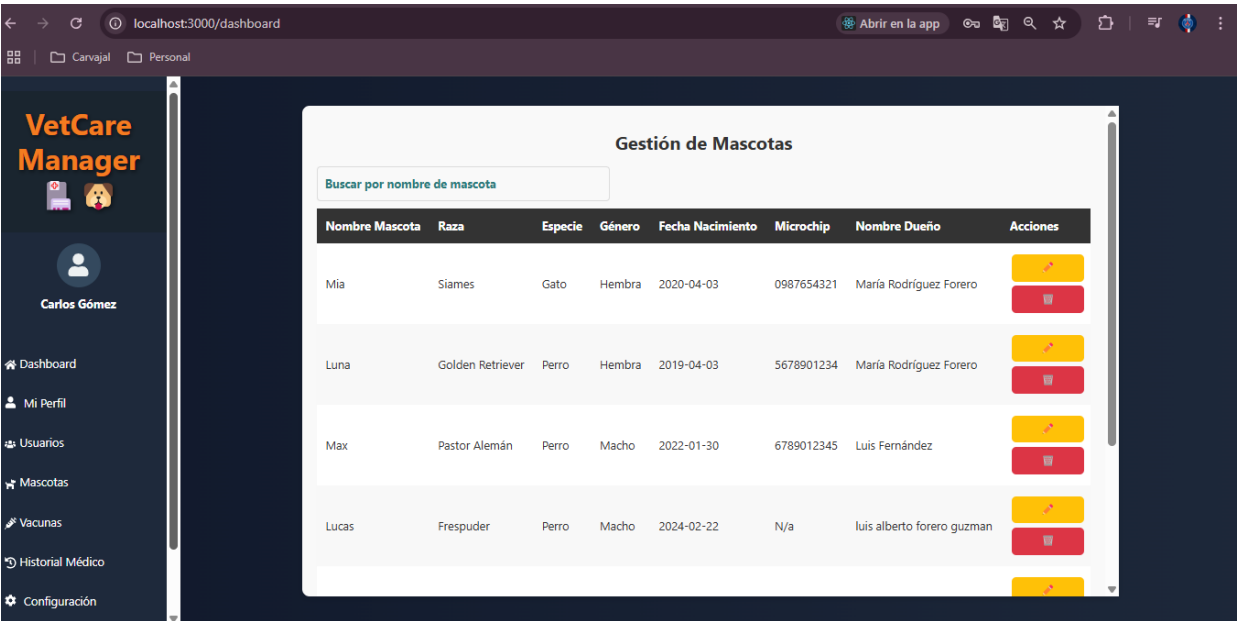 localhost:3000/dashboard
Abrir en la app
Carvajal Personal
VetCare
Manager
Carlos Gómez
Dashboard
Mi Perfil
Usuarios
Mascotas
Vacunas
Historial Médico
Configuración
Gestión de Mascotas
Buscar por nombre de mascota
Nombre Mascota Raza Especie Género Fecha Nacimiento Microchip Nombre Dueño Acciones
Mia Siames Gato Hembra 2020-04-03 0987654321 María Rodríguez Forero
Luna Golden Retriever Perro Hembra 2019-04-03 5678901234 María Rodríguez Forero
Max Pastor Alemán Perro Macho 2022-01-30 6789012345 Luis Fernández
Lucas Frespuder Perro Macho 2024-02-22 N/a luis alberto forero guzman